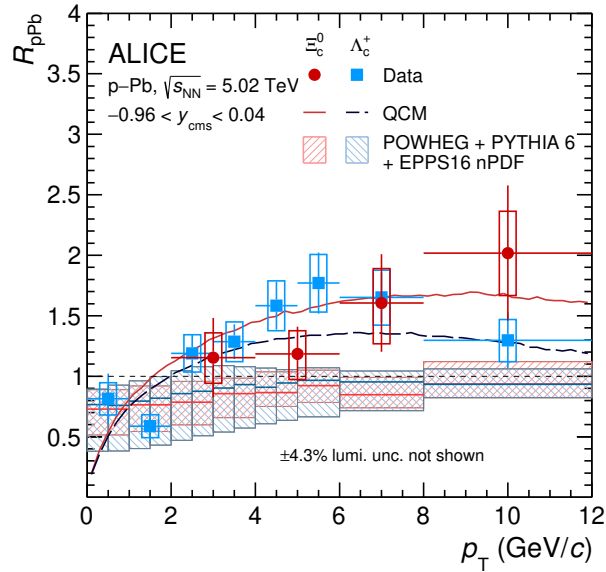 R_pPb
4
3.5
3
2.5
2
1.5
1
0.5
ALICE
p−Pb, √s_NN = 5.02 TeV
−0.96 < y_cms < 0.04
Ξ_c^0 Λ_c^+
Data
QCM
POWHEG + PYTHIA 6
+ EPPS16 nPDF
±4.3% lumi. unc. not shown
0 2 4 6 8 10 12
p_T (GeV/c)